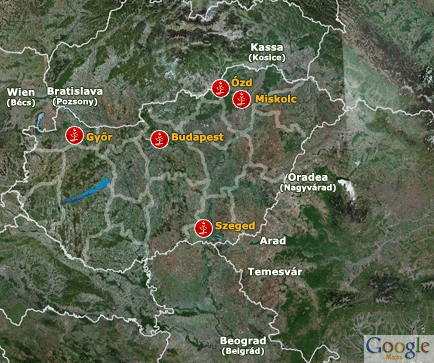 Kassa
(Kosice)
Wien
(Bécs)
Bratislava
(Pozsony)
Ózd
Miskolc
Győr
Budapest
Oradea
(Nagyvárad)
Szeged
Arad
Temesvár
Beograd
(Belgrád)
Google
Maps